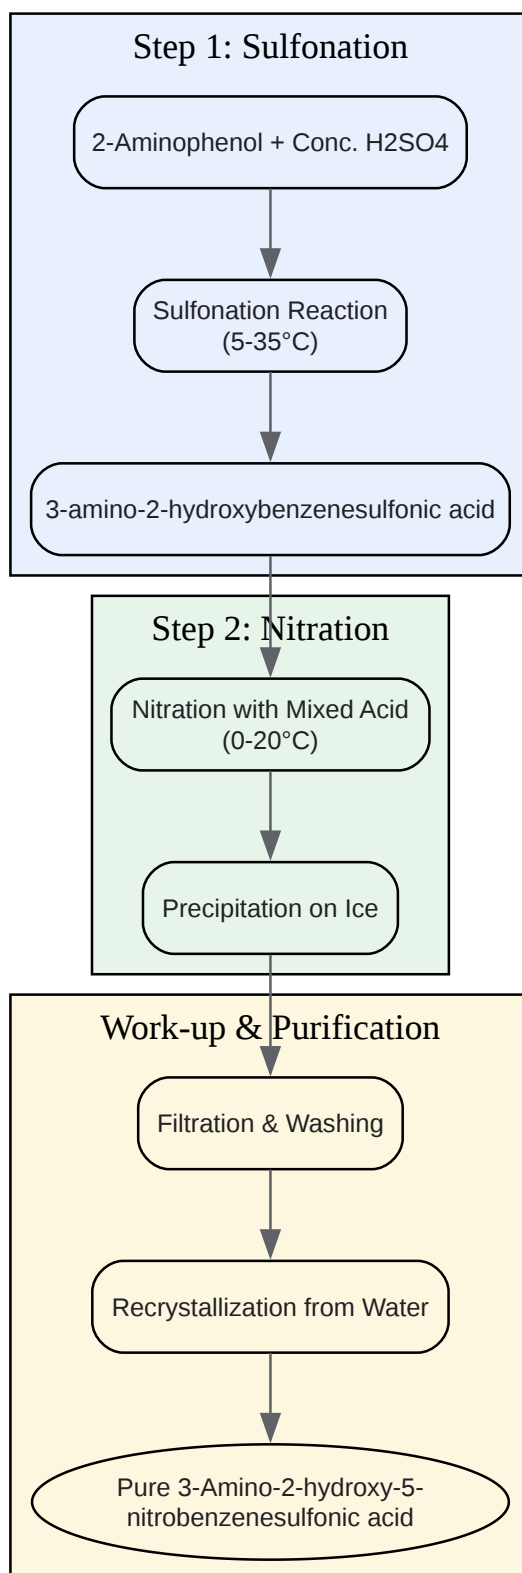 Step 1: Sulfonation
2-Aminophenol + Conc. H2SO4
Sulfonation Reaction
(5-35°C)
3-amino-2-hydroxybenzenesulfonic acid
Step 2: Nitration
Nitration with Mixed Acid
(0-20°C)
Precipitation on Ice
Work-up & Purification
Filtration & Washing
Recrystallization from Water
Pure 3-Amino-2-hydroxy-5-
nitrobenzenesulfonic acid